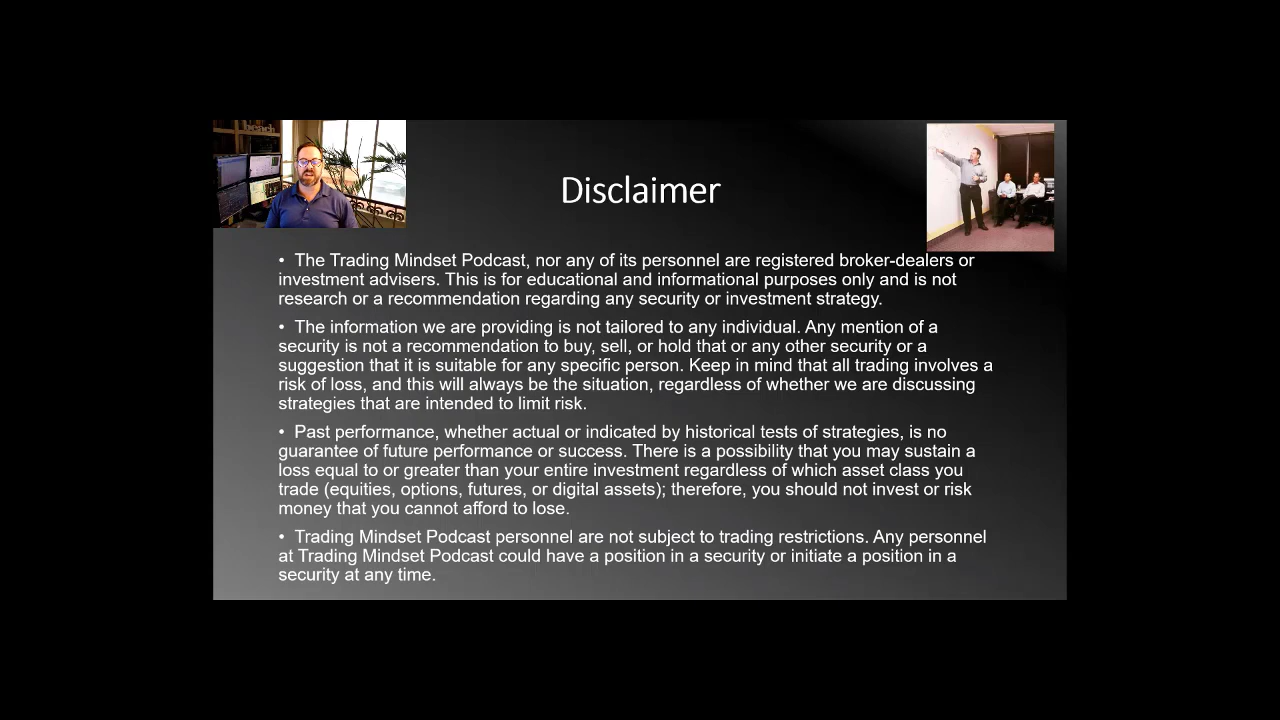 beach
Disclaimer
• The Trading Mindset Podcast, nor any of its personnel are registered broker-dealers or
investment advisers. This is for educational and informational purposes only and is not
research or a recommendation regarding any security or investment strategy.
• The information we are providing is not tailored to any individual. Any mention of a
security is not a recommendation to buy, sell, or hold that or any other security or a
suggestion that it is suitable for any specific person. Keep in mind that all trading involves a
risk of loss, and this will always be the situation, regardless of whether we are discussing
strategies that are intended to limit risk.
• Past performance, whether actual or indicated by historical tests of strategies, is no
guarantee of future performance or success. There is a possibility that you may sustain a
loss equal to or greater than your entire investment regardless of which asset class you
trade (equities, options, futures, or digital assets); therefore, you should not invest or risk
money that you cannot afford to lose.
• Trading Mindset Podcast personnel are not subject to trading restrictions. Any personnel
at Trading Mindset Podcast could have a position in a security or initiate a position in a
security at any time.